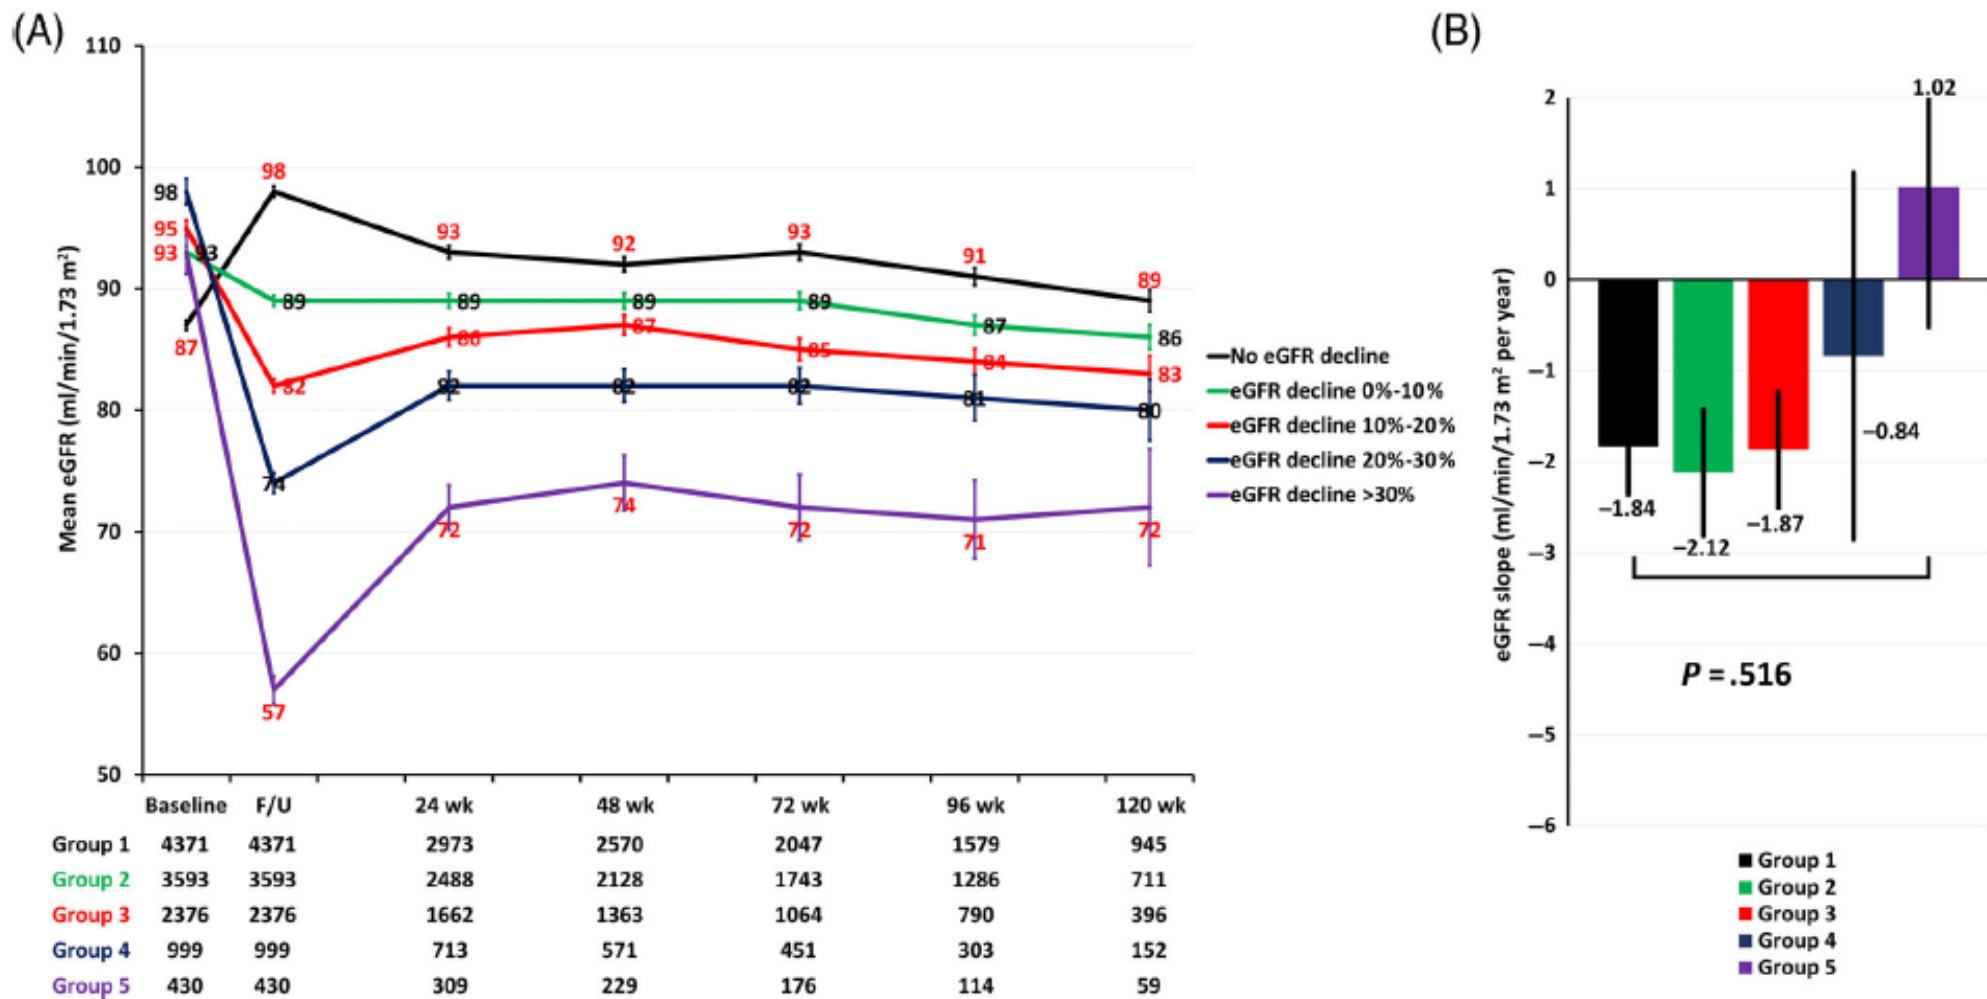 (A)
Mean eGFR (ml/min/1.73 m²)
110
100
90
80
70
60
50
98
95
93
93
87
98
89
82
74
57
93
89
86
82
72
92
89
87
82
74
93
89
85
82
72
91
87
84
81
71
89
86
83
80
72
No eGFR decline
eGFR decline 0%-10%
eGFR decline 10%-20%
eGFR decline 20%-30%
eGFR decline >30%
Baseline F/U 24 wk 48 wk 72 wk 96 wk 120 wk
Group 1 4371 4371 2973 2570 2047 1579 945
Group 2 3593 3593 2488 2128 1743 1286 711
Group 3 2376 2376 1662 1363 1064 790 396
Group 4 999 999 713 571 451 303 152
Group 5 430 430 309 229 176 114 59
(B)
eGFR slope (ml/min/1.73 m² per year)
2
1
0
−1
−2
−3
−4
−5
−6
−1.84
−2.12
−1.87
−0.84
1.02
P = .516
Group 1
Group 2
Group 3
Group 4
Group 5